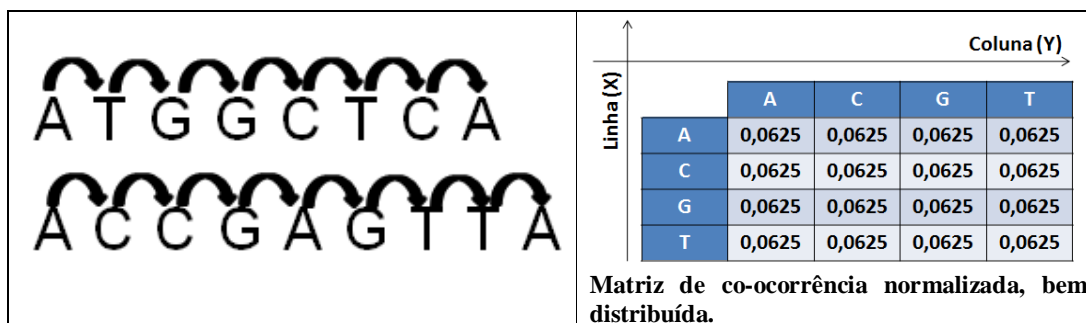 A T G G C T C A
A C C G A G T T A
Coluna (Y)
Linha (X)
A C G T
A 0,0625 0,0625 0,0625 0,0625
C 0,0625 0,0625 0,0625 0,0625
G 0,0625 0,0625 0,0625 0,0625
T 0,0625 0,0625 0,0625 0,0625
Matriz de co-ocorrência normalizada, bem
distribuída.